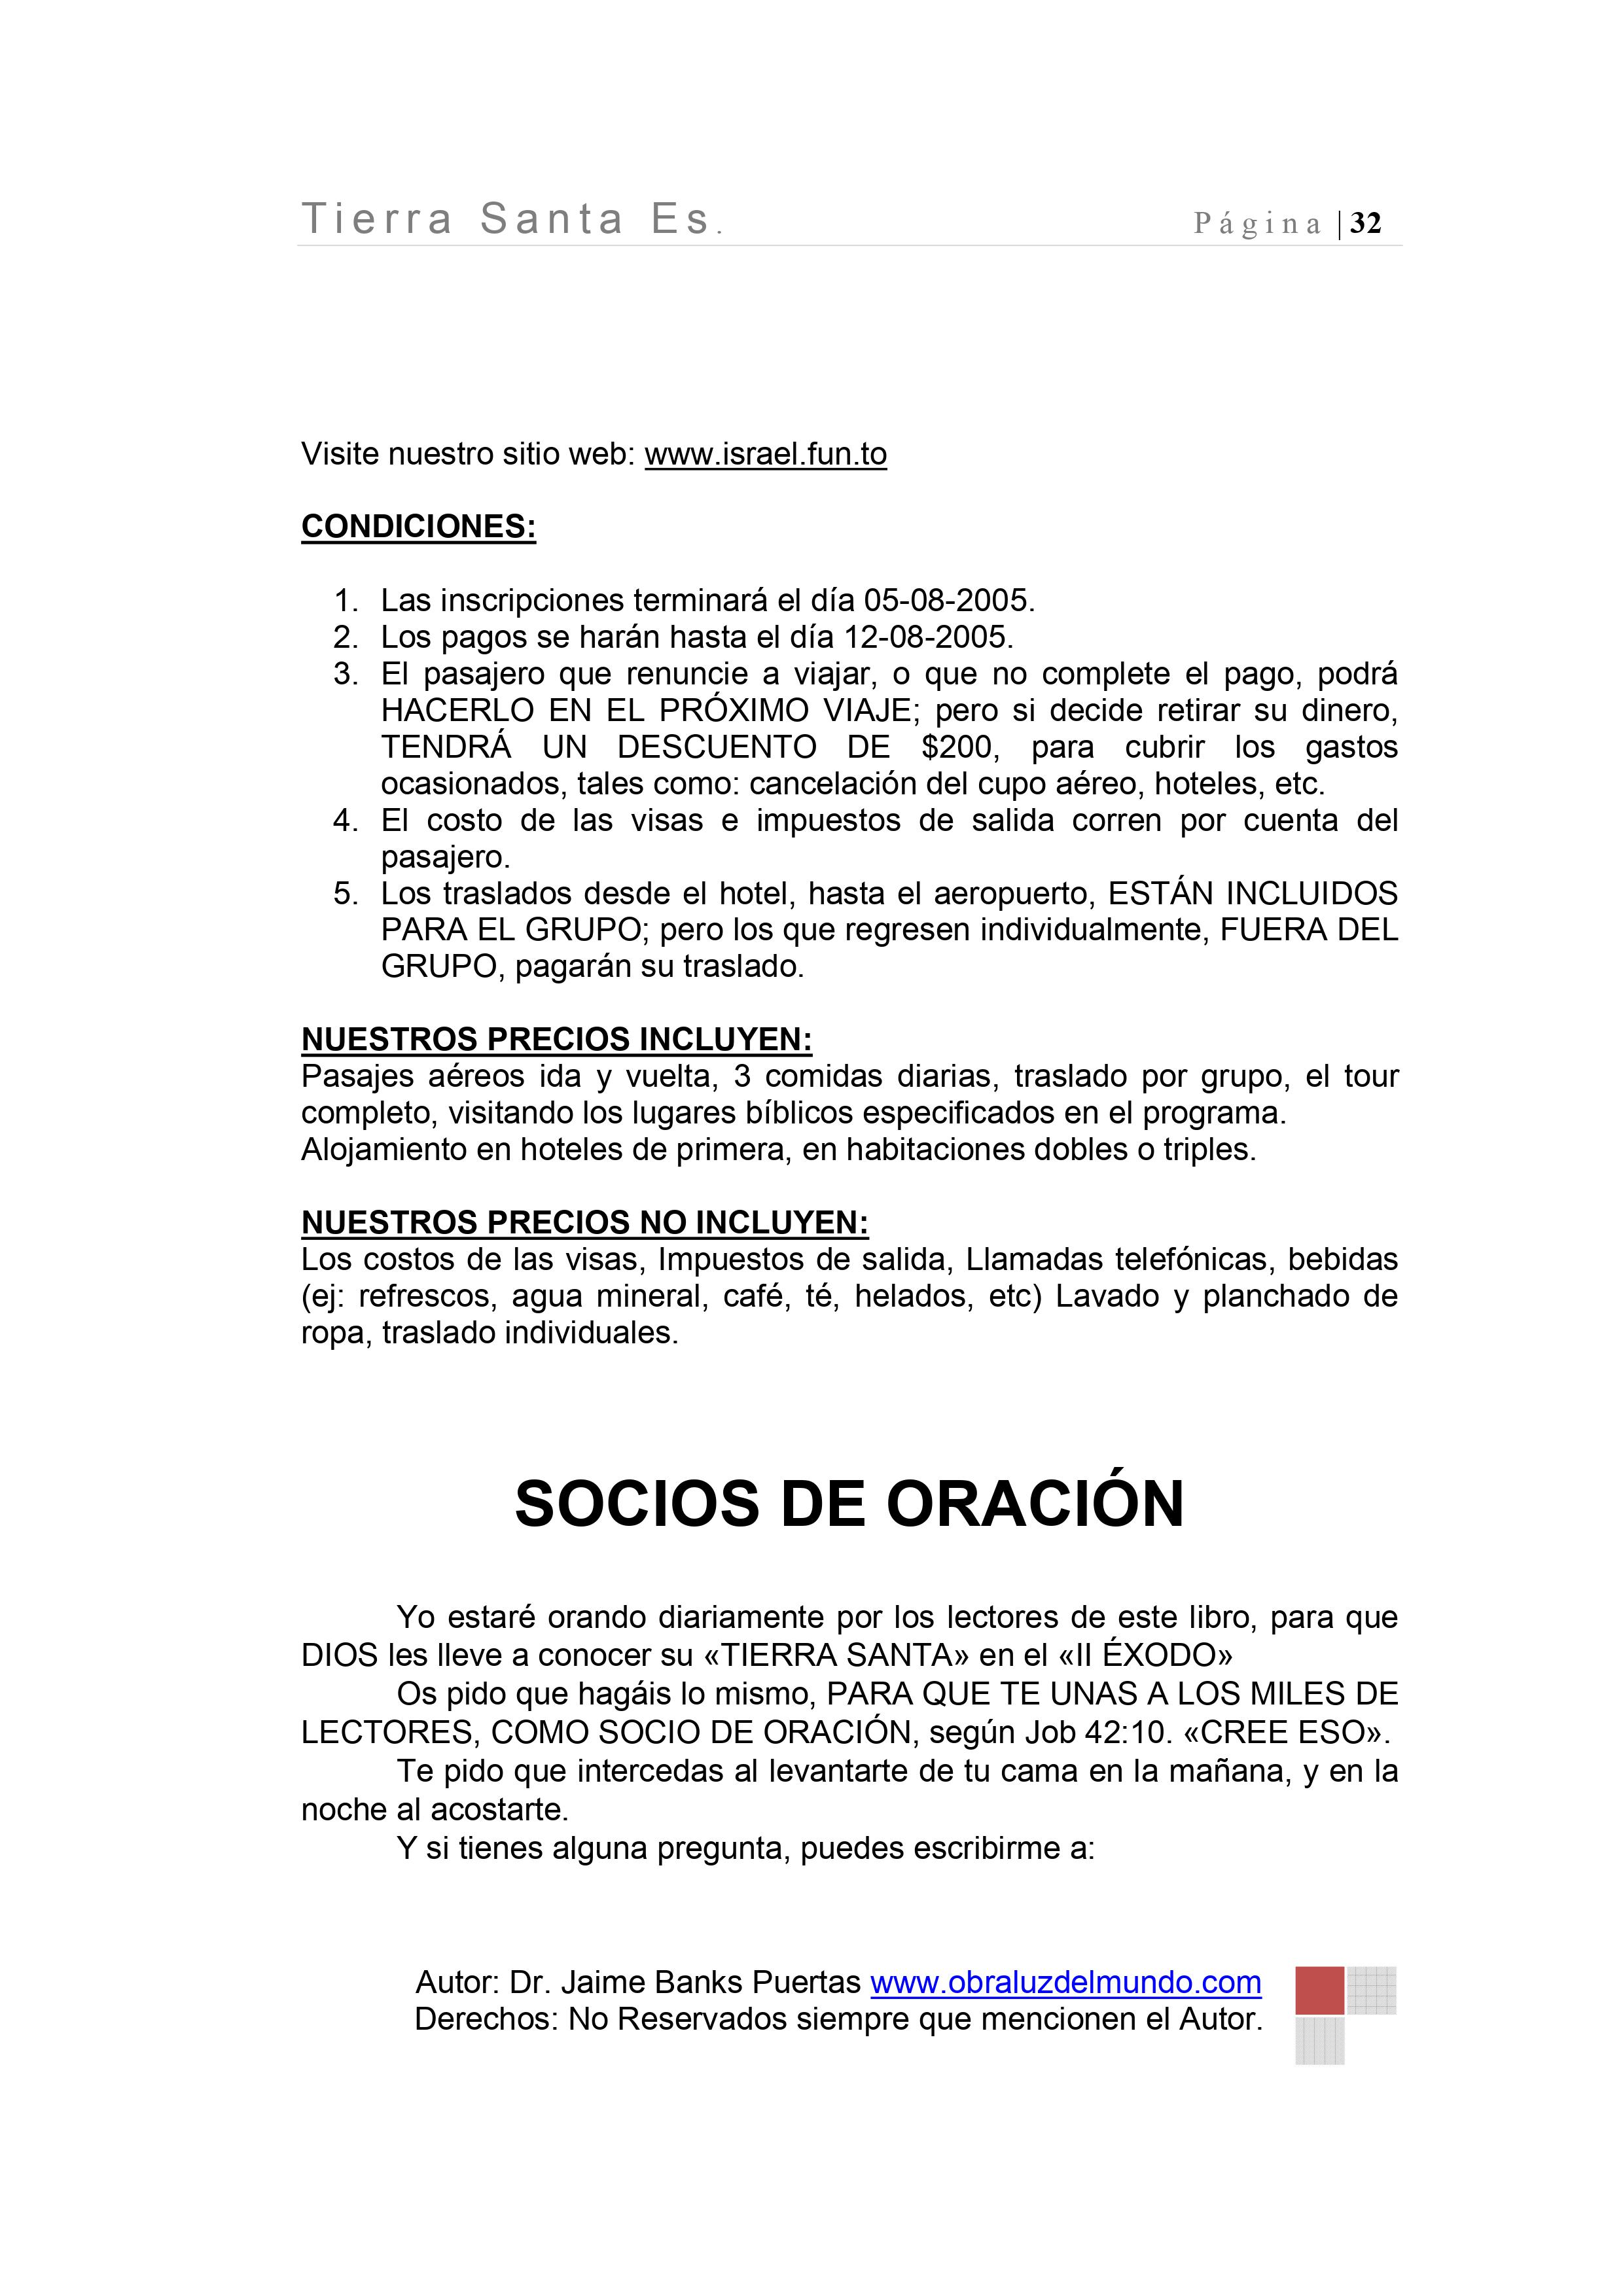 Tierra Santa Es. Página | 32
Visite nuestro sitio web: www.israel.fun.to
CONDICIONES:
1. Las inscripciones terminará el día 05-08-2005.
2. Los pagos se harán hasta el día 12-08-2005.
3. El pasajero que renuncie a viajar, o que no complete el pago, podrá
HACERLO EN EL PRÓXIMO VIAJE; pero si decide retirar su dinero,
TENDRÁ UN DESCUENTO DE $200, para cubrir los gastos
ocasionados, tales como: cancelación del cupo aéreo, hoteles, etc.
4. El costo de las visas e impuestos de salida corren por cuenta del
pasajero.
5. Los traslados desde el hotel, hasta el aeropuerto, ESTÁN INCLUIDOS
PARA EL GRUPO; pero los que regresen individualmente, FUERA DEL
GRUPO, pagarán su traslado.
NUESTROS PRECIOS INCLUYEN:
Pasajes aéreos ida y vuelta, 3 comidas diarias, traslado por grupo, el tour
completo, visitando los lugares bíblicos especificados en el programa.
Alojamiento en hoteles de primera, en habitaciones dobles o triples.
NUESTROS PRECIOS NO INCLUYEN:
Los costos de las visas, Impuestos de salida, Llamadas telefónicas, bebidas
(ej: refrescos, agua mineral, café, té, helados, etc) Lavado y planchado de
ropa, traslado individuales.
SOCIOS DE ORACIÓN
Yo estaré orando diariamente por los lectores de este libro, para que
DIOS les lleve a conocer su «TIERRA SANTA» en el «II ÉXODO»
Os pido que hagáis lo mismo, PARA QUE TE UNAS A LOS MILES DE
LECTORES, COMO SOCIO DE ORACIÓN, según Job 42:10. «CREE ESO».
Te pido que intercedas al levantarte de tu cama en la mañana, y en la
noche al acostarte.
Y si tienes alguna pregunta, puedes escribirme a:
Autor: Dr. Jaime Banks Puertas www.obraluzdelmundo.com
Derechos: No Reservados siempre que mencionen el Autor.